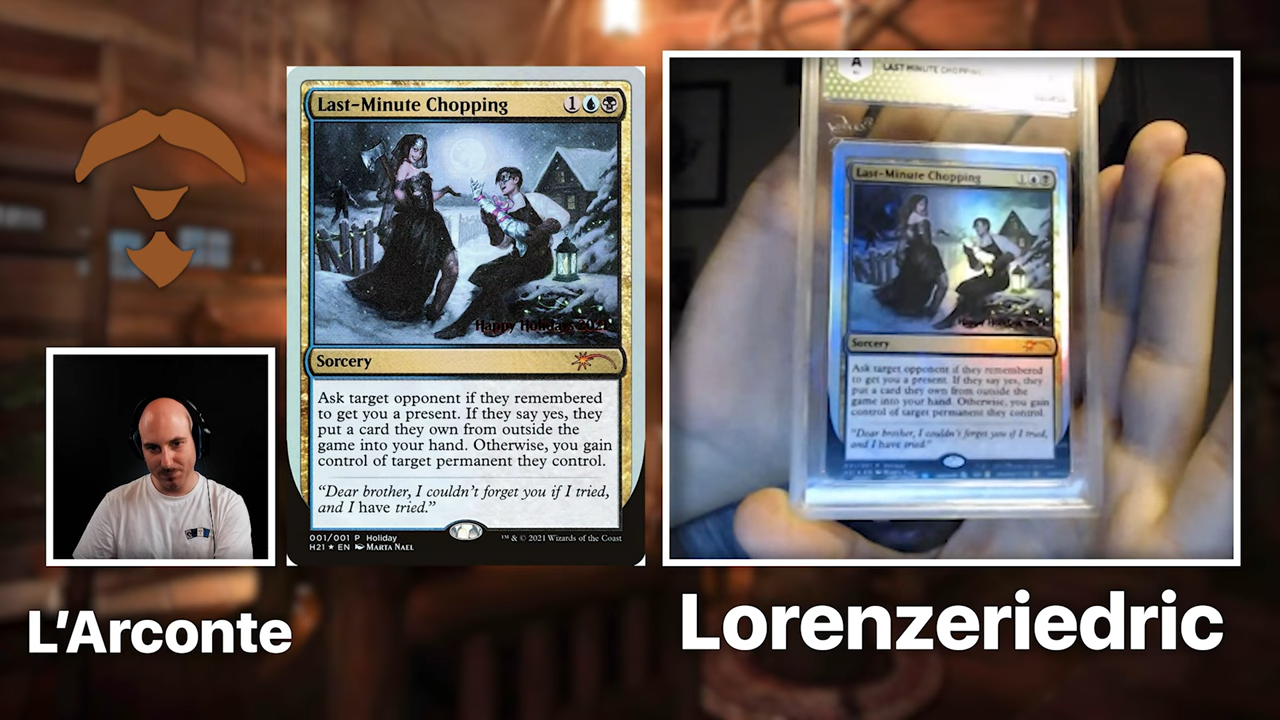 Last-Minute Chopping 1
Happy Holidays 2021
Sorcery
Ask target opponent if they remembered
to get you a present. If they say yes, they
put a card they own from outside the
game into your hand. Otherwise, you gain
control of target permanent they control.
“Dear brother, I couldn’t forget you if I tried,
and I have tried.”
001/001 P Holiday
H21 ★ EN Marta Nael
™ & © 2021 Wizards of the Coast
A
LAST MINUTE CHOPPING
Last-Minute Chopping 1
Sorcery
Ask target opponent if they remembered
to get you a present. If they say yes, they
put a card they own from outside the
game into your hand. Otherwise, you gain
control of target permanent they control.
“Dear brother, I couldn’t forget you if I tried,
and I have tried.”
L’Arconte
Lorenzeriedric